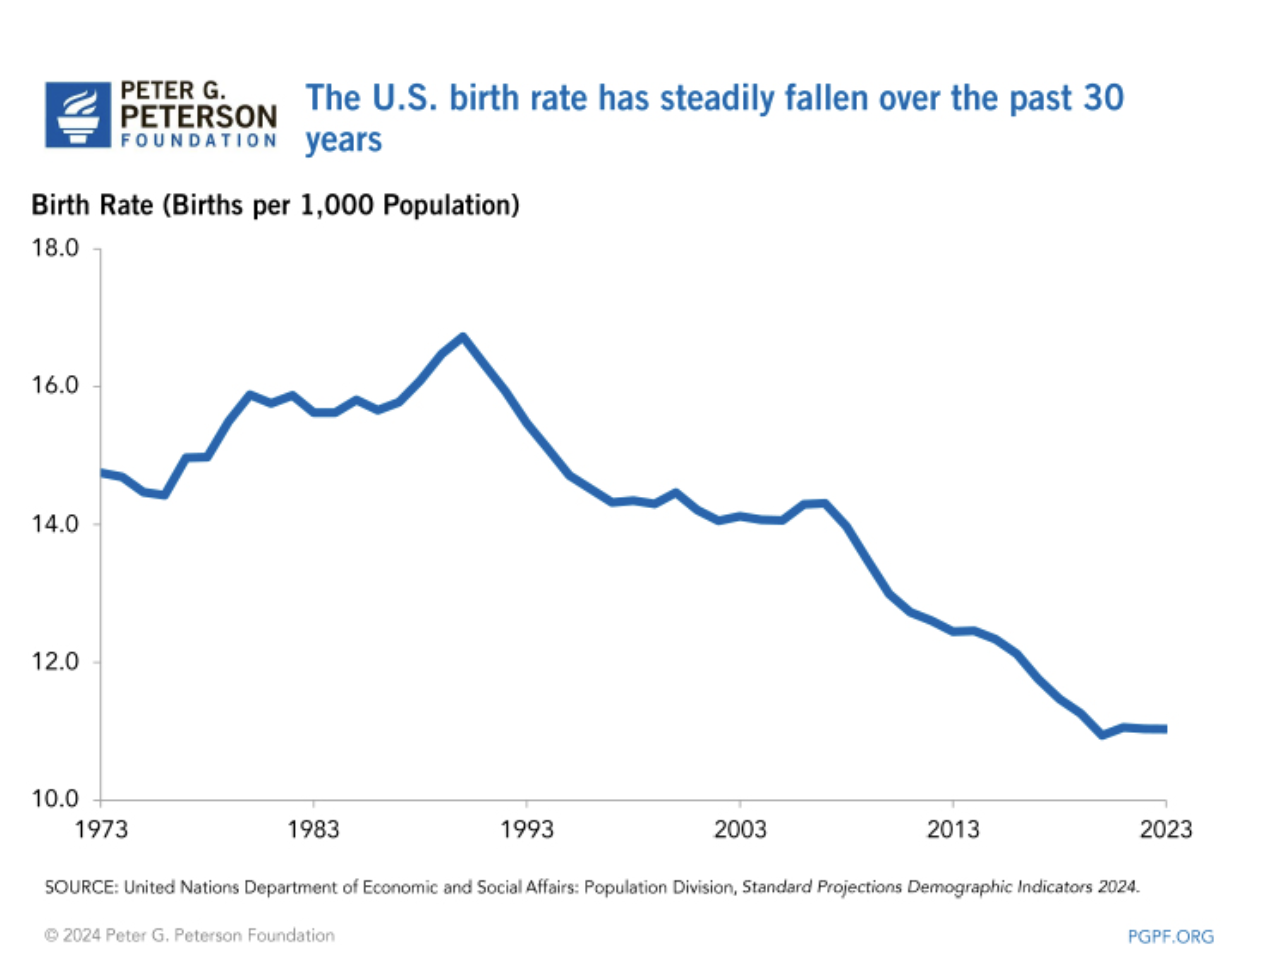 PETER G.
PETERSON
FOUNDATION
The U.S. birth rate has steadily fallen over the past 30
years
Birth Rate (Births per 1,000 Population)
18.0
16.0
14.0
12.0
10.0
1973 1983 1993 2003 2013 2023
SOURCE: United Nations Department of Economic and Social Affairs: Population Division, Standard Projections Demographic Indicators 2024.
© 2024 Peter G. Peterson Foundation
PGPF.ORG